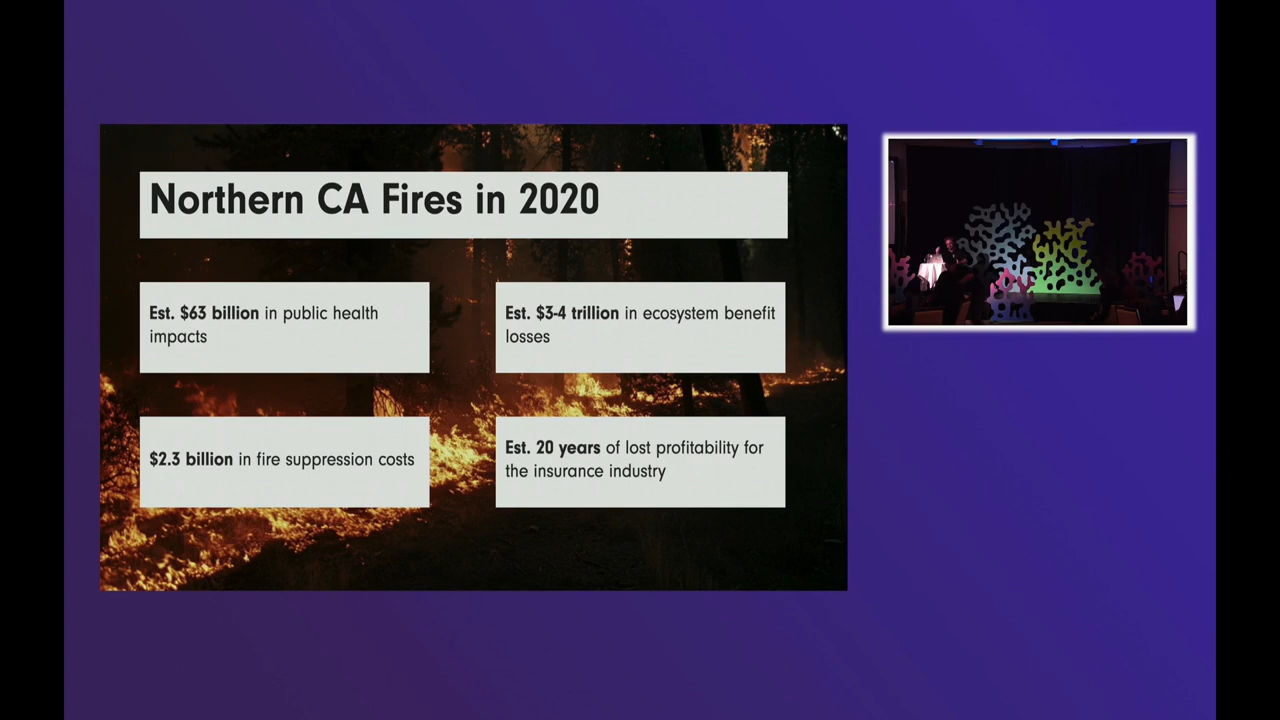 Northern CA Fires in 2020
Est. $63 billion in public health
impacts
Est. $3-4 trillion in ecosystem benefit
losses
$2.3 billion in fire suppression costs
Est. 20 years of lost profitability for
the insurance industry